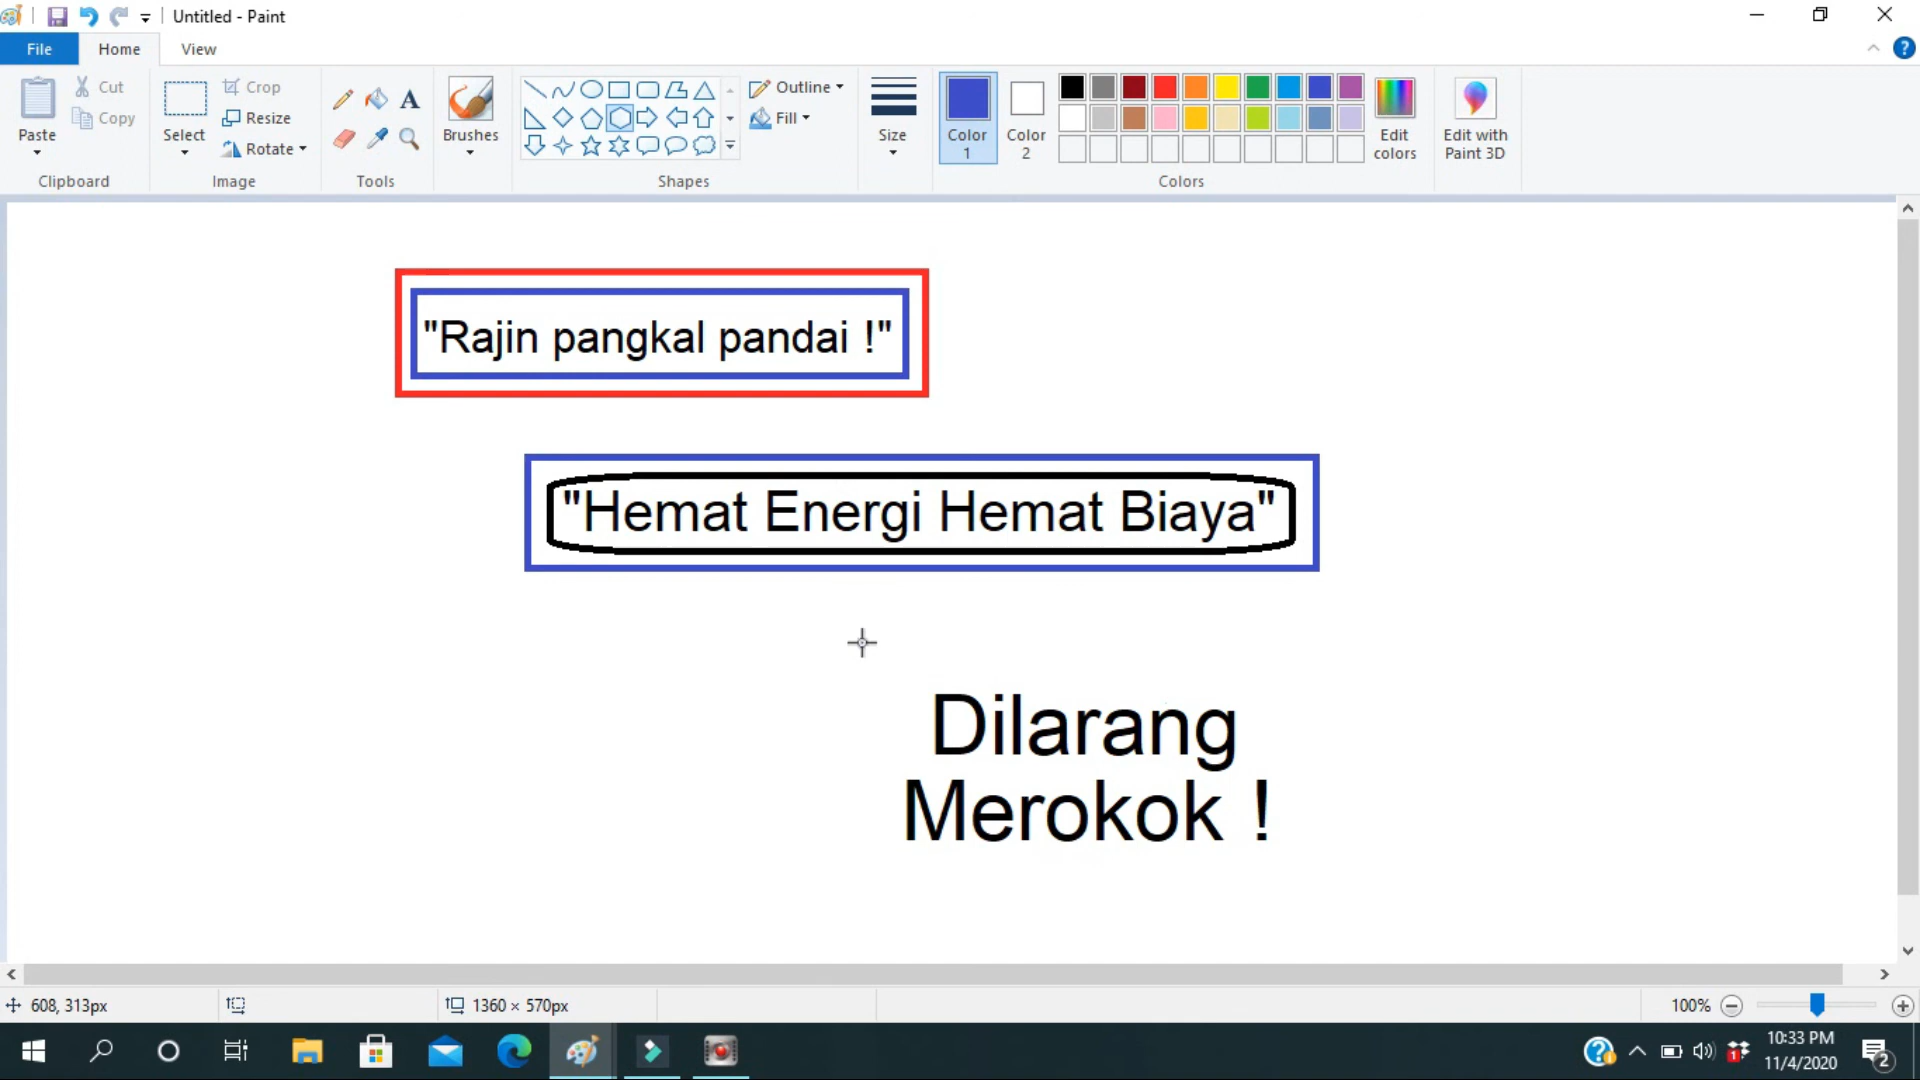 Untitled - Paint
File Home View
Paste
Cut
Copy
Clipboard
Select
Crop
Resize
Rotate
Image
A
Tools
Brushes
Outline
Fill
Shapes
Size
Color 1
Color 2
Edit colors
Colors
Edit with Paint 3D
"Rajin pangkal pandai !"
"Hemat Energi Hemat Biaya"
Dilarang
Merokok !
608, 313px
1360 × 570px
100%
10:33 PM
11/4/2020
1
2